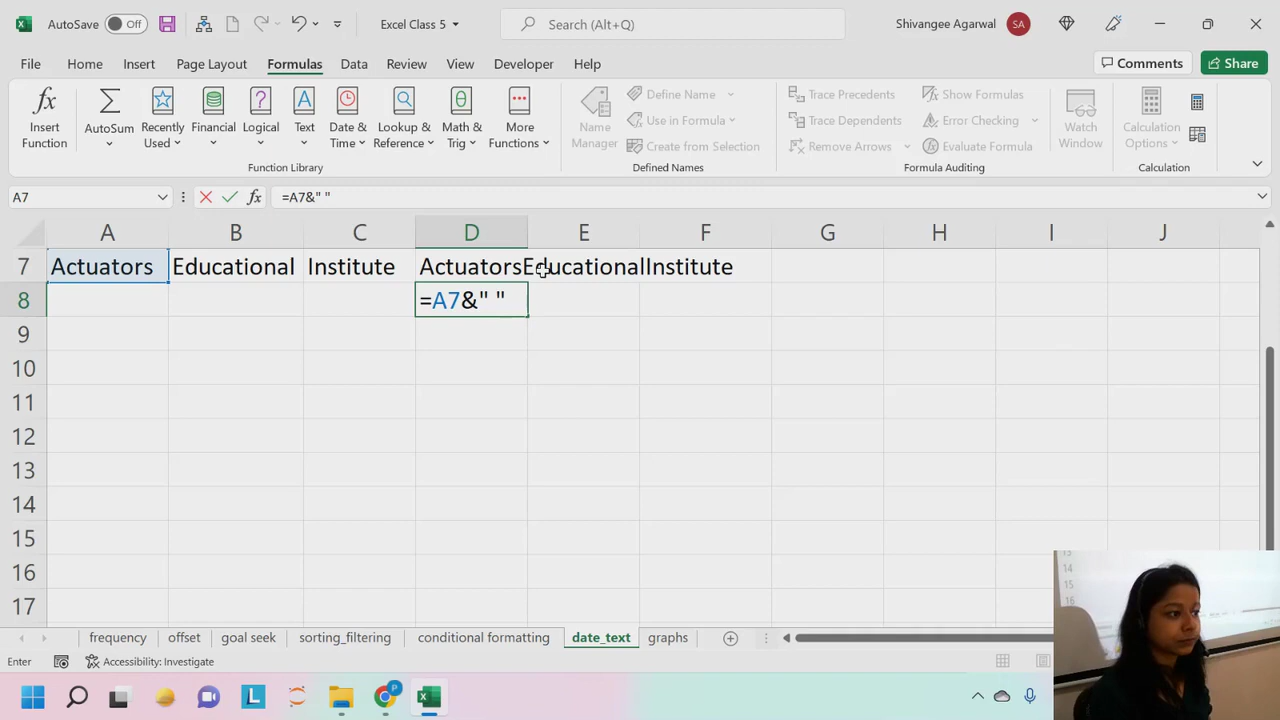 AutoSave Off Excel Class 5 Search (Alt+Q) Shivangee Agarwal SA
File Home Insert Page Layout Formulas Data Review View Developer Help Comments Share
Insert Function
AutoSum
Recently Used
Financial
Logical
Text
Date & Time
Lookup & Reference
Math & Trig
More Functions
Function Library
Name Manager
Define Name
Use in Formula
Create from Selection
Defined Names
Trace Precedents
Trace Dependents
Remove Arrows
Show Formulas
Error Checking
Evaluate Formula
Formula Auditing
Watch Window
Calculation Options
Calculation
A7 fx =A7&" "
A B C D E F G H I J
7 Actuators Educational Institute ActuatorsEducationalInstitute
8 =A7&" "
9
10
11
12
13
14
15
16
17
13
14
15
16
frequency offset goal seek sorting_filtering conditional formatting date_text graphs
Enter Accessibility: Investigate
L P